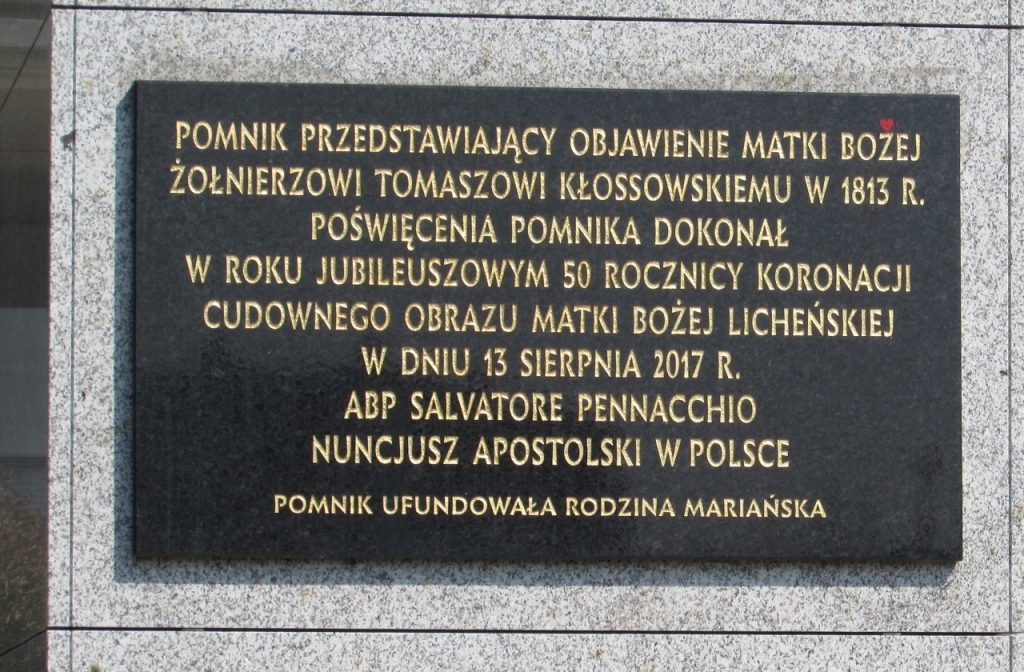 POMNIK PRZEDSTAWIAJĄCY OBJAWIENIE MATKI BOŻEJ
ŻOŁNIERZOWI TOMASZOWI KŁOSSOWSKIEMU W 1813 R.
POŚWIĘCENIA POMNIKA DOKONAŁ
W ROKU JUBILEUSZOWYM 50 ROCZNICY KORONACJI
CUDOWNEGO OBRAZU MATKI BOŻEJ LICHEŃSKIEJ
W DNIU 13 SIERPNIA 2017 R.
ABP SALVATORE PENNACCHIO
NUNCJUSZ APOSTOLSKI W POLSCE
POMNIK UFUNDOWAŁA RODZINA MARIAŃSKA